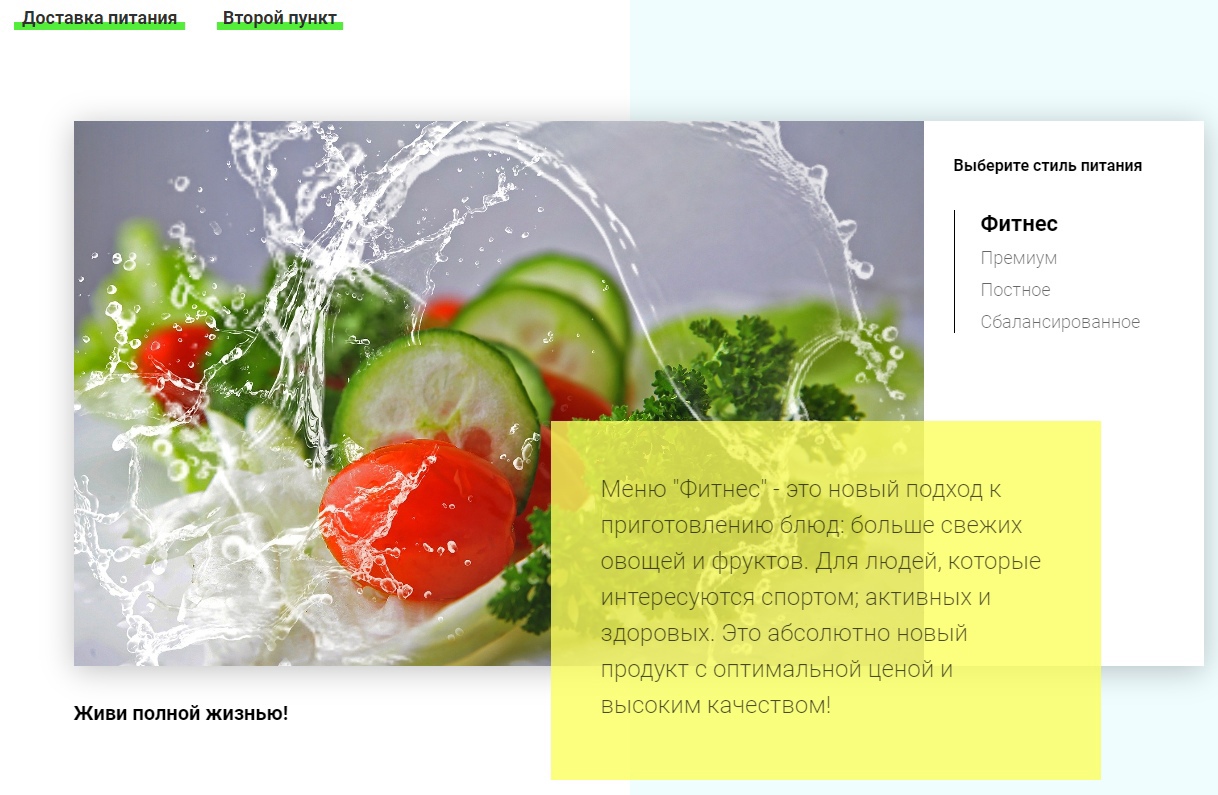 Доставка питания
Второй пункт
Выберите стиль питания
Фитнес
Премиум
Постное
Сбалансированное
Меню "Фитнес" - это новый подход к
приготовлению блюд: больше свежих
овощей и фруктов. Для людей, которые
интересуются спортом; активных и
здоровых. Это абсолютно новый
продукт с оптимальной ценой и
высоким качеством!
Живи полной жизнью!